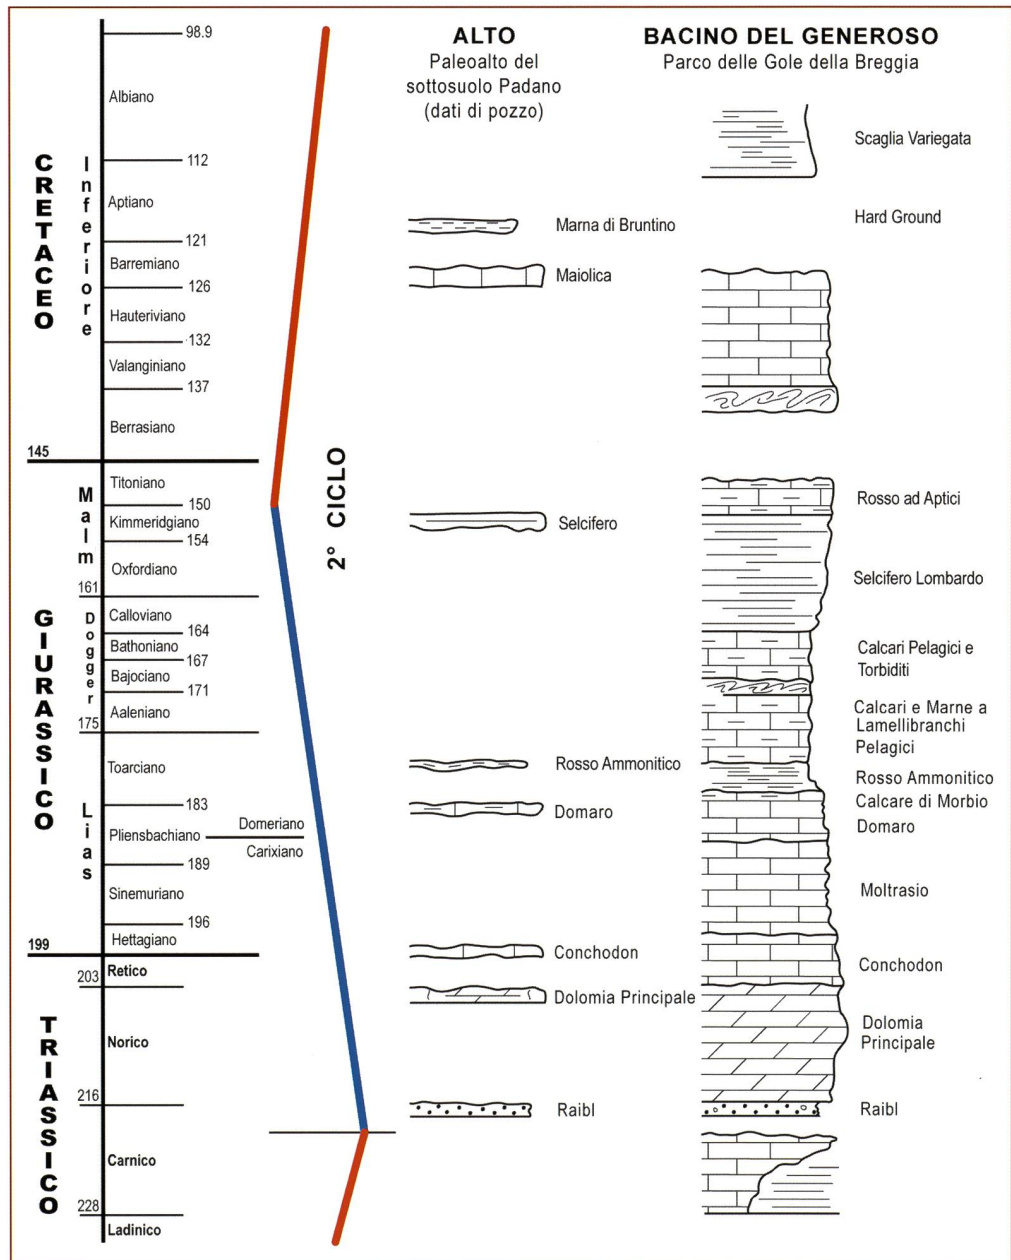 ALTO
Paleoalto del
sottosuolo Padano
(dati di pozzo)
BACINO DEL GENEROSO
Parco delle Gole della Breggia
CRETACEO
Inferiore
98.9
Albiano
112
Aptiano
121
Barremiano
126
Hauteriviano
132
Valanginiano
137
Berrasiano
145
GIURASSICO
Malm
Titoniano
150
Kimmeridgiano
154
Oxfordiano
161
Dogger
Calloviano
164
Bathoniano
167
Bajociano
171
Aaleniano
175
Lias
Toarciano
183
Pliensbachiano
Domeriano
Carixiano
189
Sinemuriano
196
Hettagiano
199
TRIASSICO
Retico
203
Norico
216
Carnico
228
Ladinico
2° CICLO
Marna di Bruntino
Maiolica
Selcifero
Rosso Ammonitico
Domaro
Conchodon
Dolomia Principale
Raibl
Scaglia Variegata
Hard Ground
Rosso ad Aptici
Selcifero Lombardo
Calcari Pelagici e
Torbiditi
Calcari e Marne a
Lamellibranchi
Pelagici
Rosso Ammonitico
Calcare di Morbio
Domaro
Moltrasio
Conchodon
Dolomia
Principale
Raibl